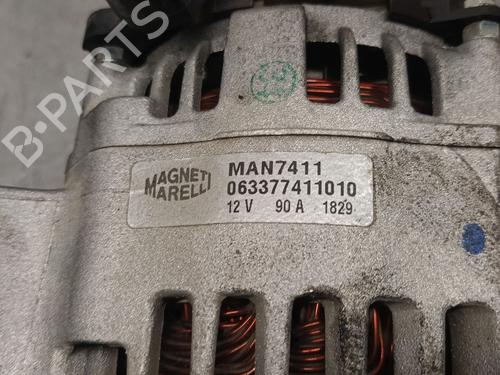 B-PARTS
MAGNETI
MARELLI
MAN7411
063377411010
12 V 90 A 1829